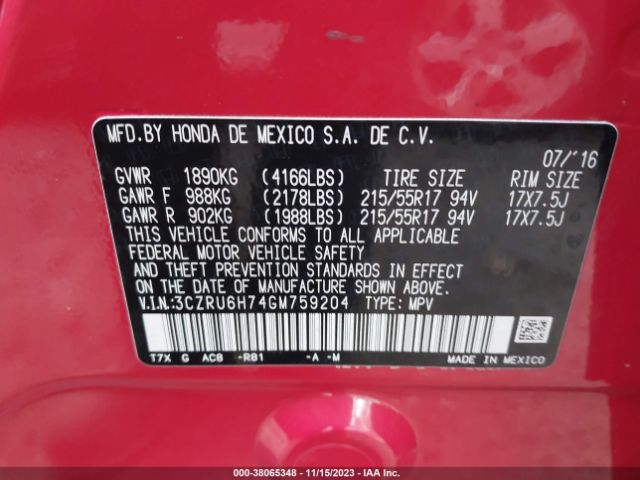 MFD.BY HONDA DE MEXICO S.A. DE C.V.
07/'16
GVWR 1890KG (4166LBS) TIRE SIZE RIM SIZE
GAWR F 988KG (2178LBS) 215/55R17 94V 17X7.5J
GAWR R 902KG (1988LBS) 215/55R17 94V 17X7.5J
THIS VEHICLE CONFORMS TO ALL APPLICABLE
FEDERAL MOTOR VEHICLE SAFETY
AND THEFT PREVENTION STANDARDS IN EFFECT
ON THE DATE OF MANUFACTURE SHOWN ABOVE.
V.I.N.:3CZRU6H74GM759204 TYPE: MPV
T7X G AC8 -R81 -A -M MADE IN MEXICO
© - 38065348 - 11/15/2023 - IAA Inc.